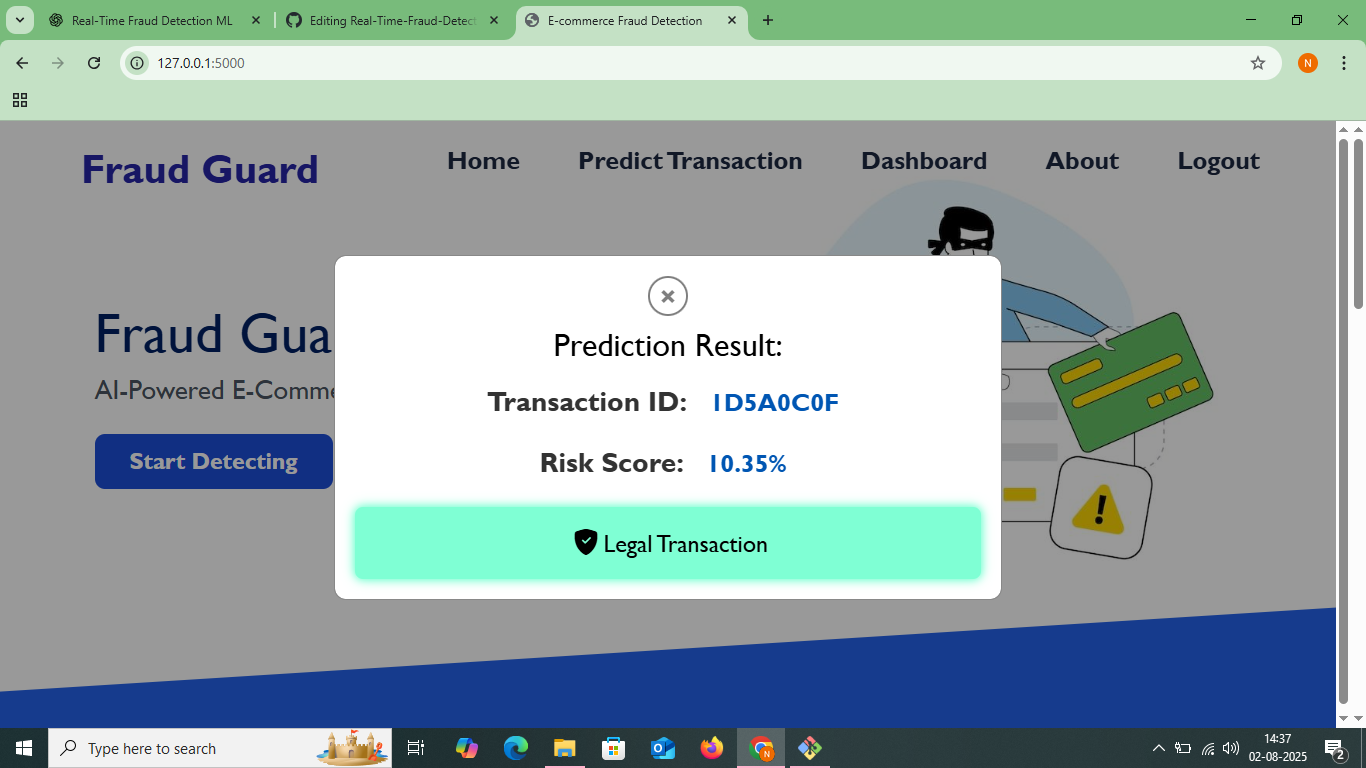 Real-Time Fraud Detection ML
Editing Real-Time-Fraud-Detect
E-commerce Fraud Detection
127.0.0.1:5000
N
Fraud Guard
Home
Predict Transaction
Dashboard
About
Logout
Fraud Gua
AI-Powered E-Comme
Start Detecting
Prediction Result:
Transaction ID: 1D5A0C0F
Risk Score: 10.35%
Legal Transaction
!
Type here to search
N
14:37
02-08-2025
2